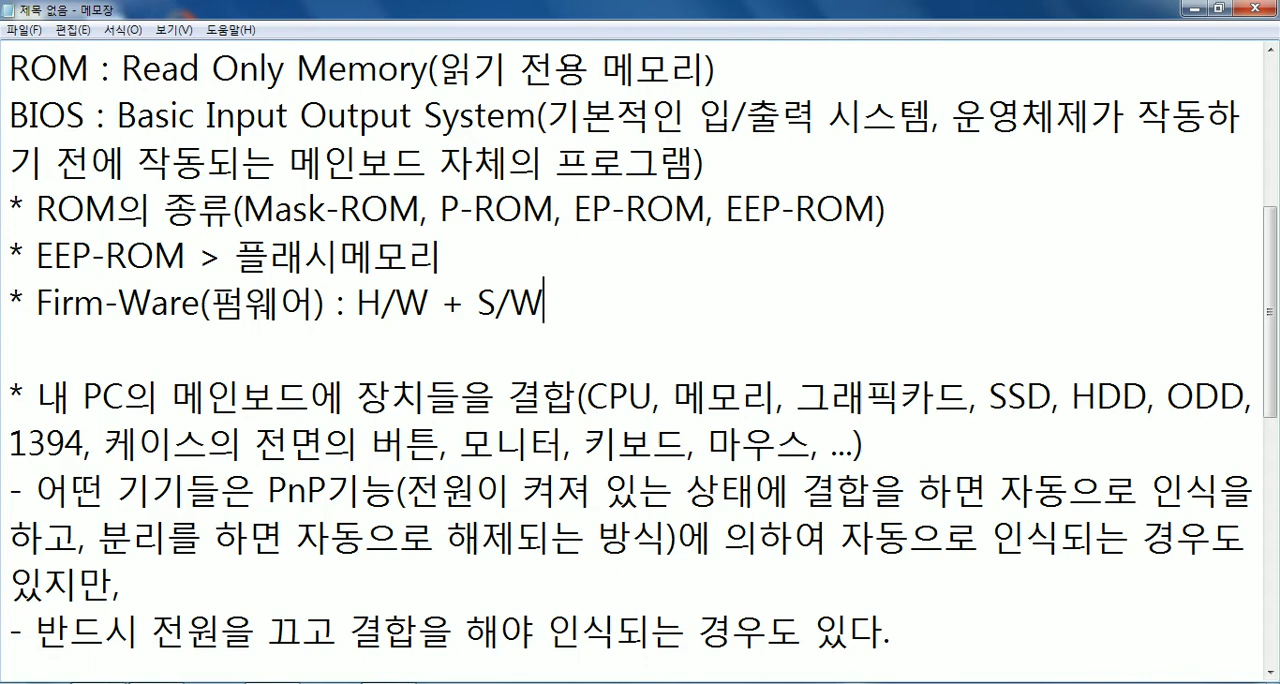 제목 없음 - 메모장
파일(F) 편집(E) 서식(O) 보기(V) 도움말(H)
ROM : Read Only Memory(읽기 전용 메모리)
BIOS : Basic Input Output System(기본적인 입/출력 시스템, 운영체제가 작동하
기 전에 작동되는 메인보드 자체의 프로그램)
* ROM의 종류(Mask-ROM, P-ROM, EP-ROM, EEP-ROM)
* EEP-ROM > 플래시메모리
* Firm-Ware(펌웨어) : H/W + S/W
* 내 PC의 메인보드에 장치들을 결합(CPU, 메모리, 그래픽카드, SSD, HDD, ODD,
1394, 케이스의 전면의 버튼, 모니터, 키보드, 마우스, ...)
- 어떤 기기들은 PnP기능(전원이 켜져 있는 상태에 결합을 하면 자동으로 인식을
하고, 분리를 하면 자동으로 해제되는 방식)에 의하여 자동으로 인식되는 경우도
있지만,
- 반드시 전원을 끄고 결합을 해야 인식되는 경우도 있다.